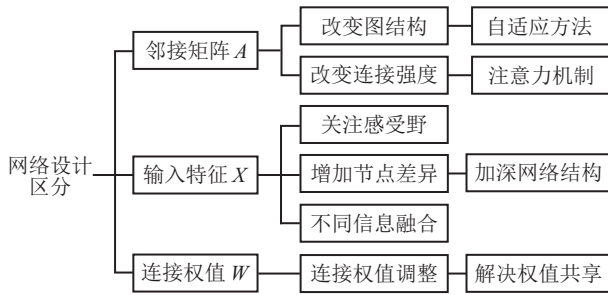 网络设计
区分
邻接矩阵 A
改变图结构
自适应方法
改变连接强度
注意力机制
输入特征 X
关注感受野
增加节点差异
加深网络结构
不同信息融合
连接权值 W
连接权值调整
解决权值共享